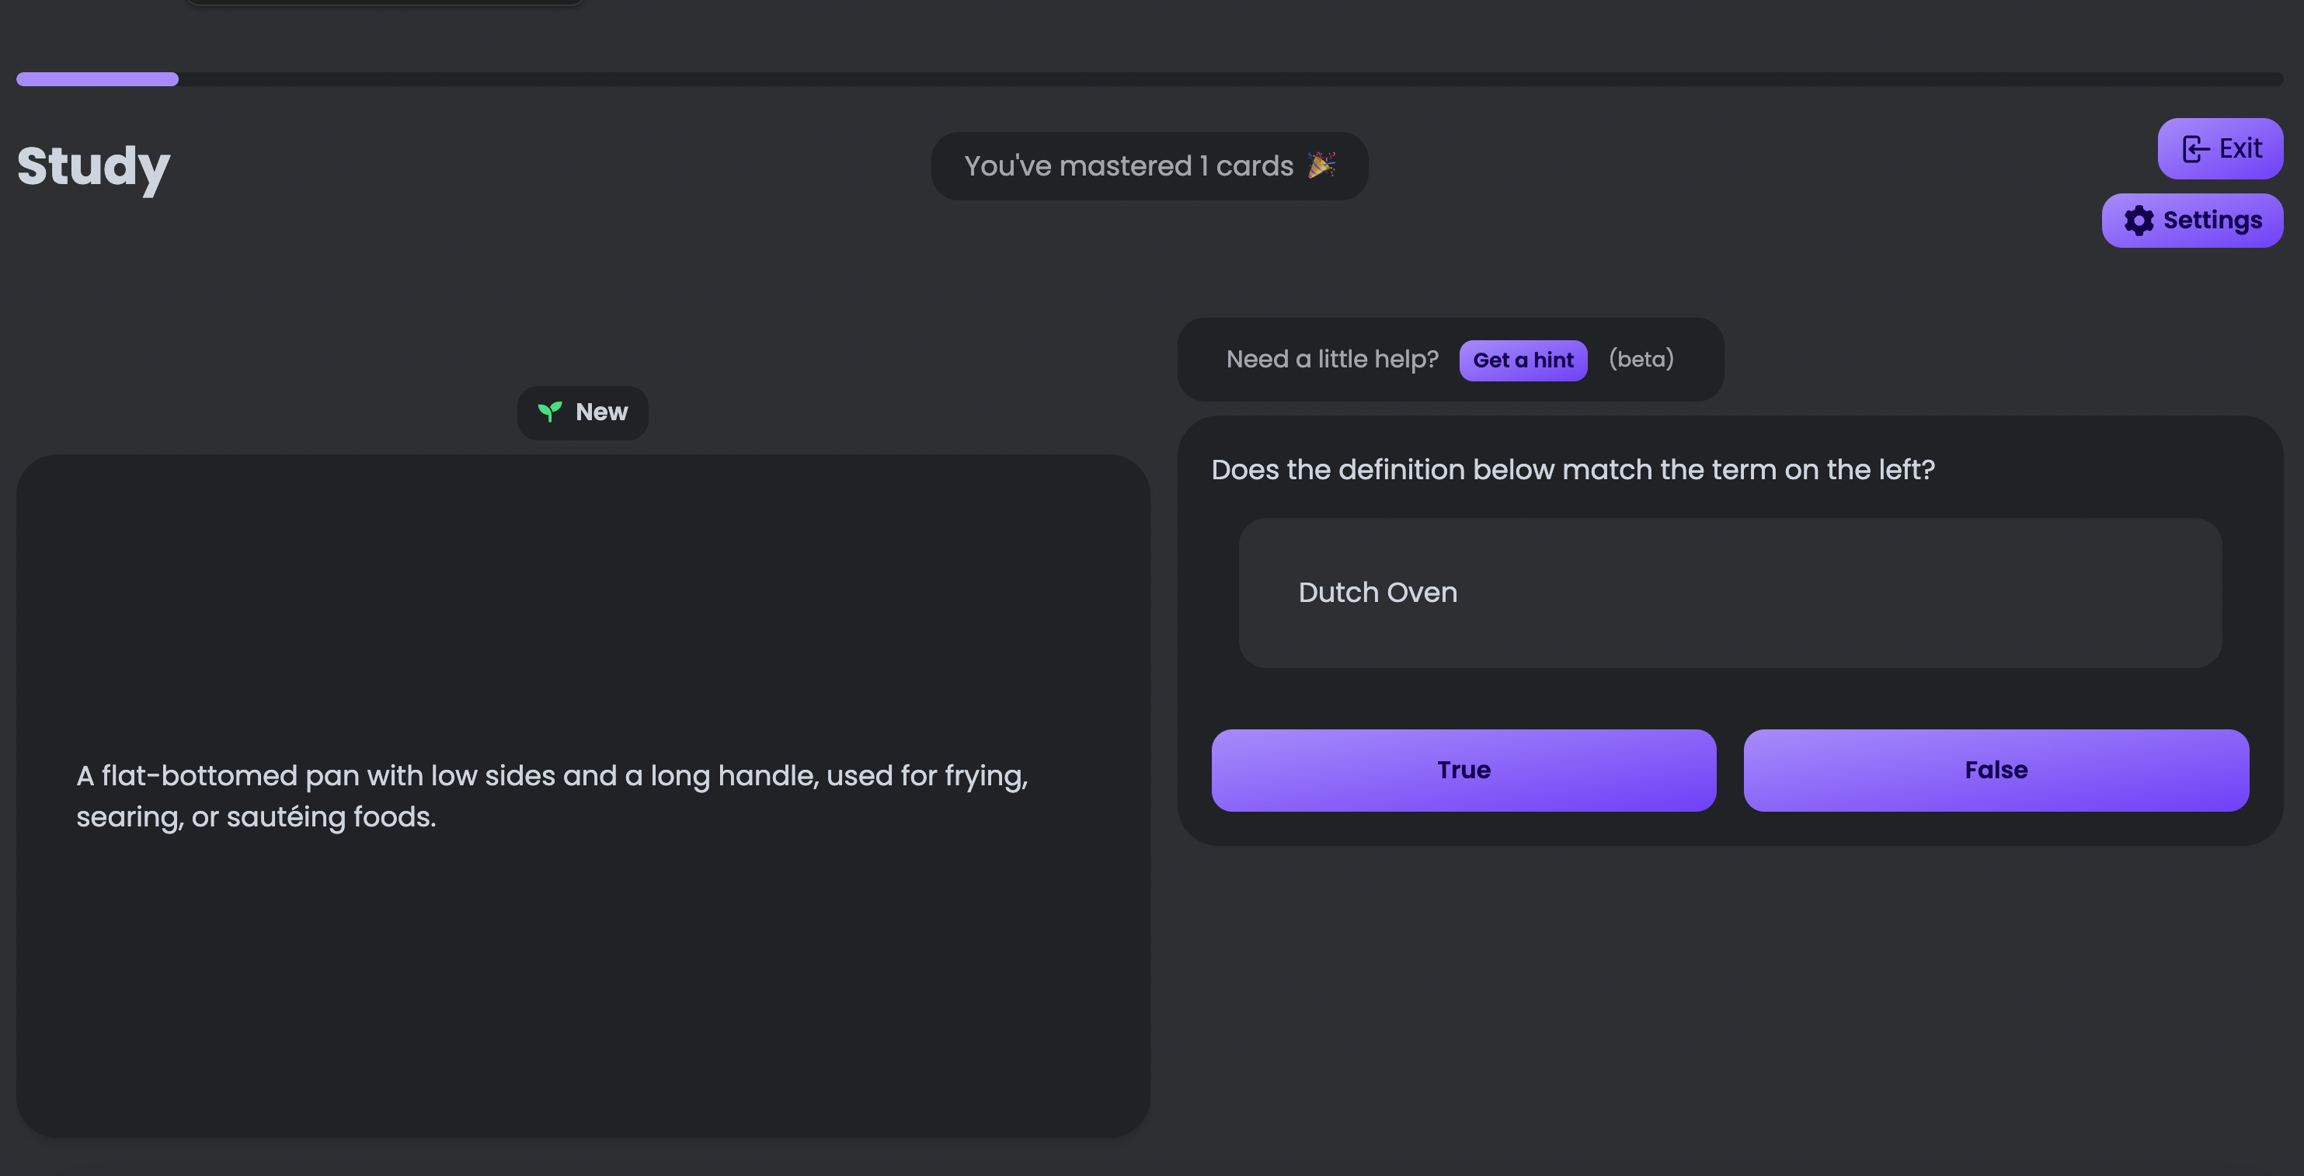 Study
You've mastered 1 cards 🎉
Exit
Settings
New
A flat-bottomed pan with low sides and a long handle, used for frying,
searing, or sautéing foods.
Need a little help? Get a hint (beta)
Does the definition below match the term on the left?
Dutch Oven
True
False